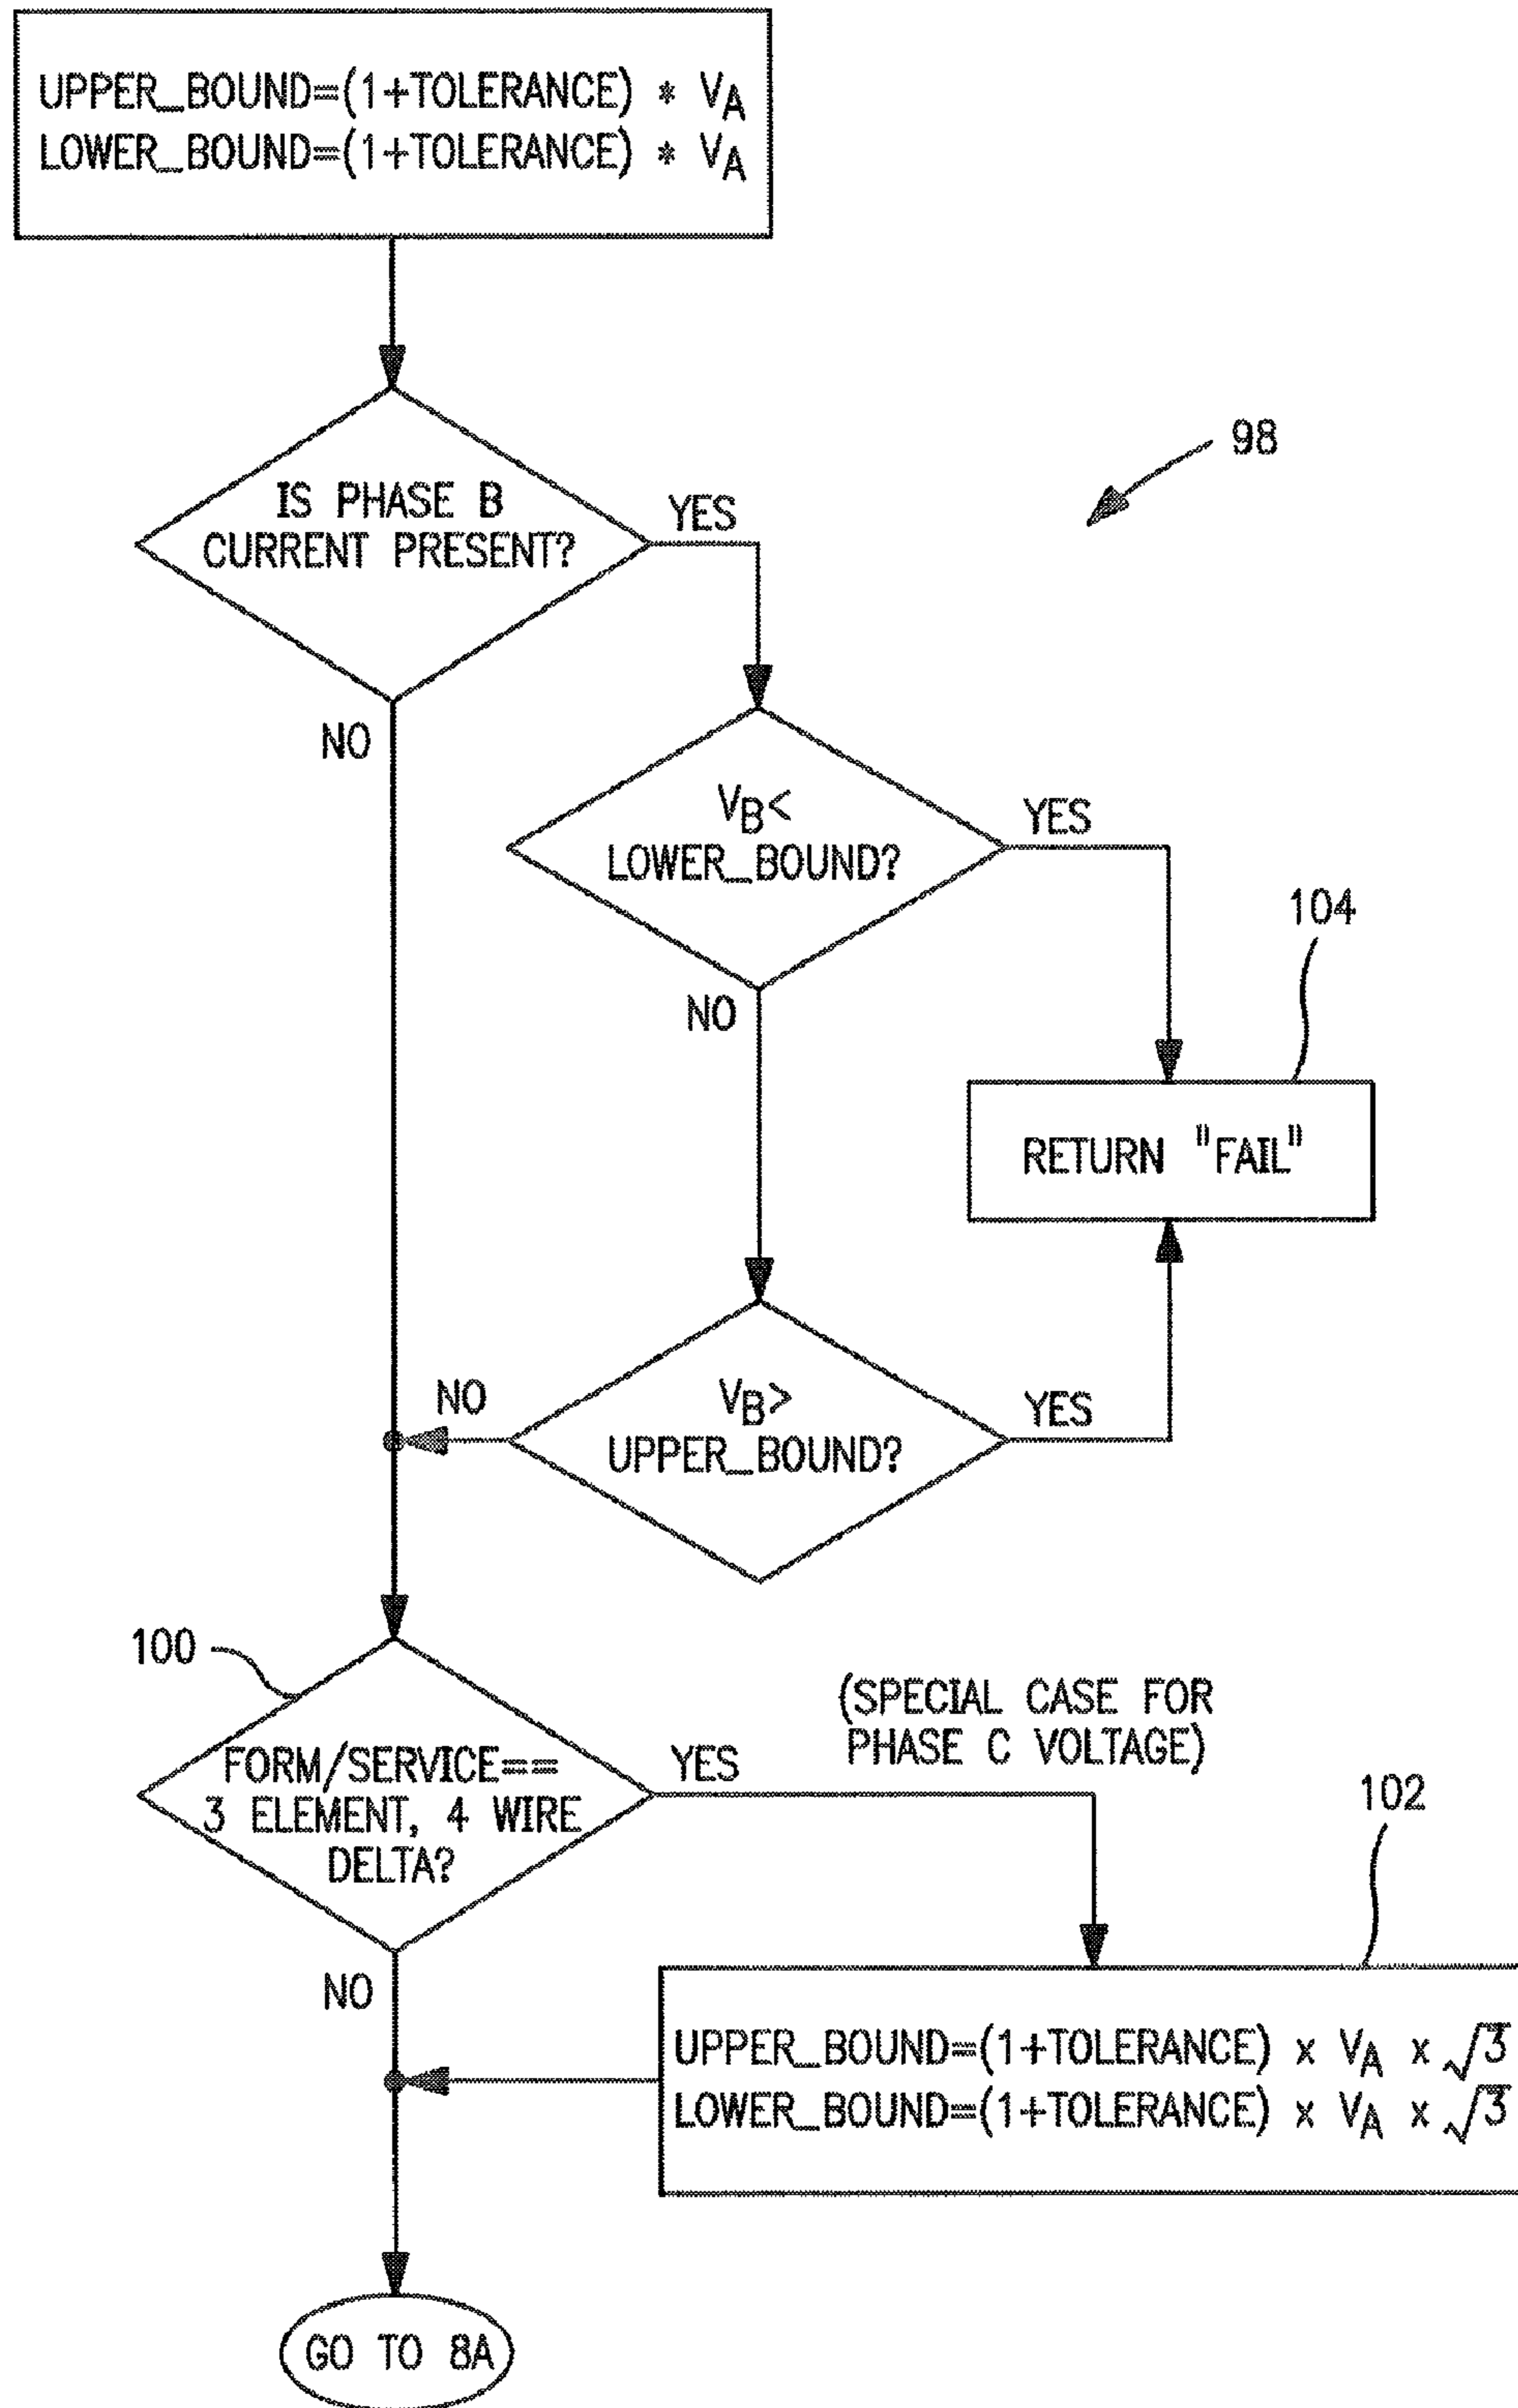 UPPER_BOUND=(1+TOLERANCE) * VA
LOWER_BOUND=(1+TOLERANCE) * VA
98
IS PHASE B
CURRENT PRESENT?
YES
NO
VB<
LOWER_BOUND?
YES
NO
104
RETURN "FAIL"
VB>
UPPER_BOUND?
NO
YES
100
FORM/SERVICE==
3 ELEMENT, 4 WIRE
DELTA?
YES
NO
(SPECIAL CASE FOR
PHASE C VOLTAGE)
102
UPPER_BOUND=(1+TOLERANCE) x VA x √3
LOWER_BOUND=(1+TOLERANCE) x VA x √3
GO TO 8A